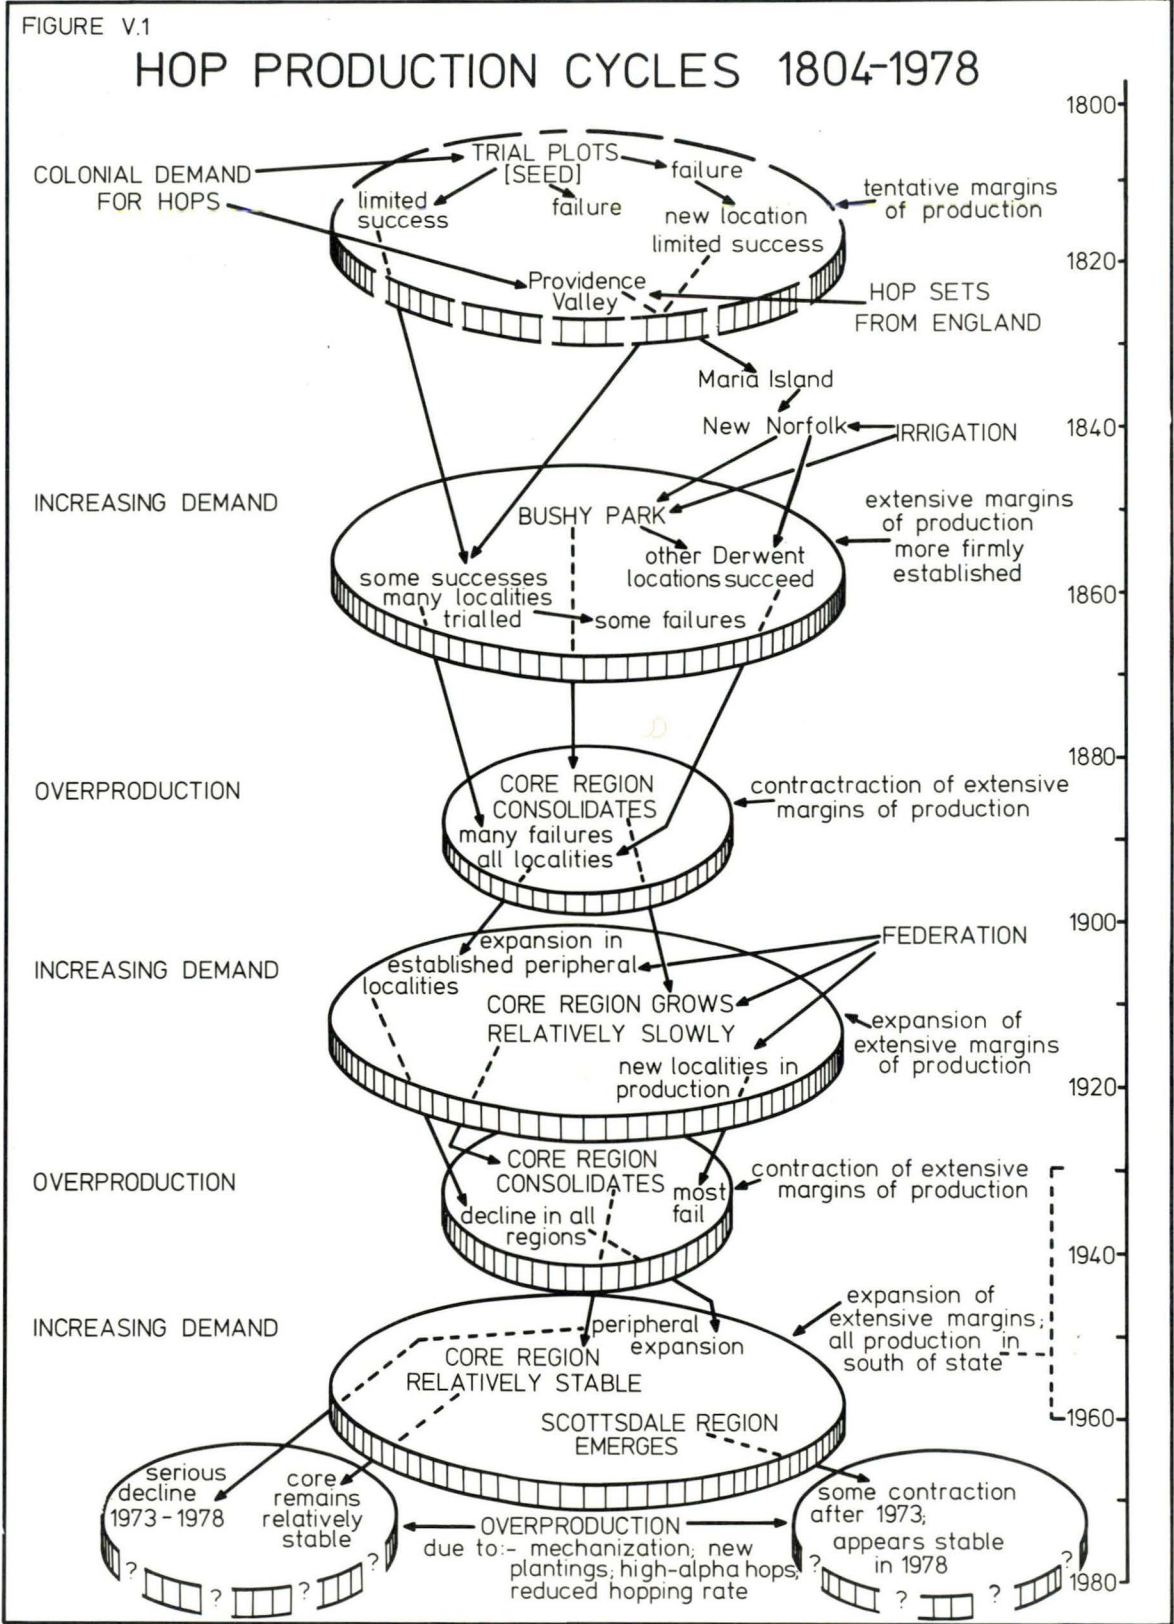 FIGURE V.1
HOP PRODUCTION CYCLES 1804-1978
1800
COLONIAL DEMAND
FOR HOPS
TRIAL PLOTS
[SEED]
failure
limited
success
failure
new location
limited success
tentative margins
of production
1820
Providence
Valley
HOP SETS
FROM ENGLAND
Maria Island
New Norfolk
IRRIGATION
1840
INCREASING DEMAND
BUSHY PARK
other Derwent
locations succeed
some successes
many localities
trialled
some failures
extensive margins
of production
more firmly
established
1860
1880
OVERPRODUCTION
CORE REGION
CONSOLIDATES
many failures
all localities
contractraction of extensive
margins of production
1900
INCREASING DEMAND
expansion in
established peripheral
localities
FEDERATION
CORE REGION GROWS
RELATIVELY SLOWLY
new localities in
production
expansion of
extensive margins
of production
1920
OVERPRODUCTION
CORE REGION
CONSOLIDATES
most
fail
decline in all
regions
contraction of extensive
margins of production
1940
INCREASING DEMAND
peripheral
expansion
CORE REGION
RELATIVELY STABLE
SCOTTSDALE REGION
EMERGES
expansion of
extensive margins;
all production in
south of state
1960
serious
decline
1973-1978
core
remains
relatively
stable
? ? ? ?
OVERPRODUCTION
due to:- mechanization; new
plantings; high-alpha hops;
reduced hopping rate
some contraction
after 1973;
appears stable
in 1978
? ? ? ?
1980